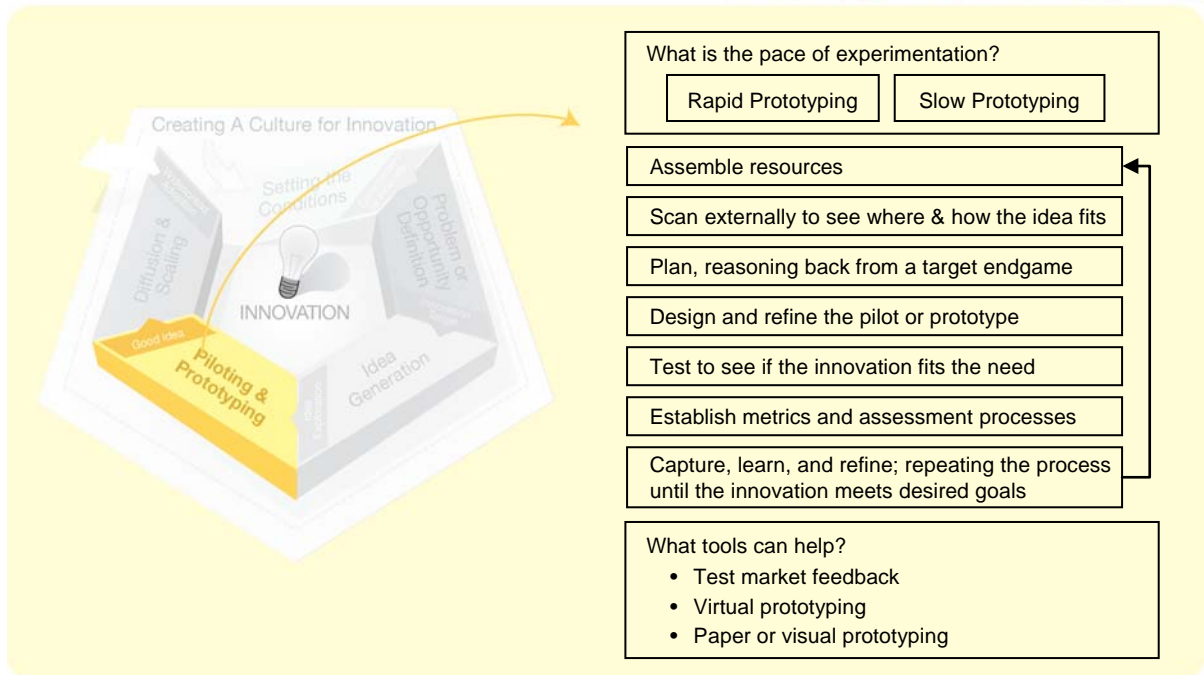 Creating A Culture for Innovation
Setting the
Conditions
Problem or
Opportunity
Definition
Diffusion &
Scaling
INNOVATION
Good Idea
Piloting &
Prototyping
Idea
Generation
What is the pace of experimentation?
Rapid Prototyping
Slow Prototyping
Assemble resources
Scan externally to see where & how the idea fits
Plan, reasoning back from a target endgame
Design and refine the pilot or prototype
Test to see if the innovation fits the need
Establish metrics and assessment processes
Capture, learn, and refine; repeating the process
until the innovation meets desired goals
What tools can help?
• Test market feedback
• Virtual prototyping
• Paper or visual prototyping